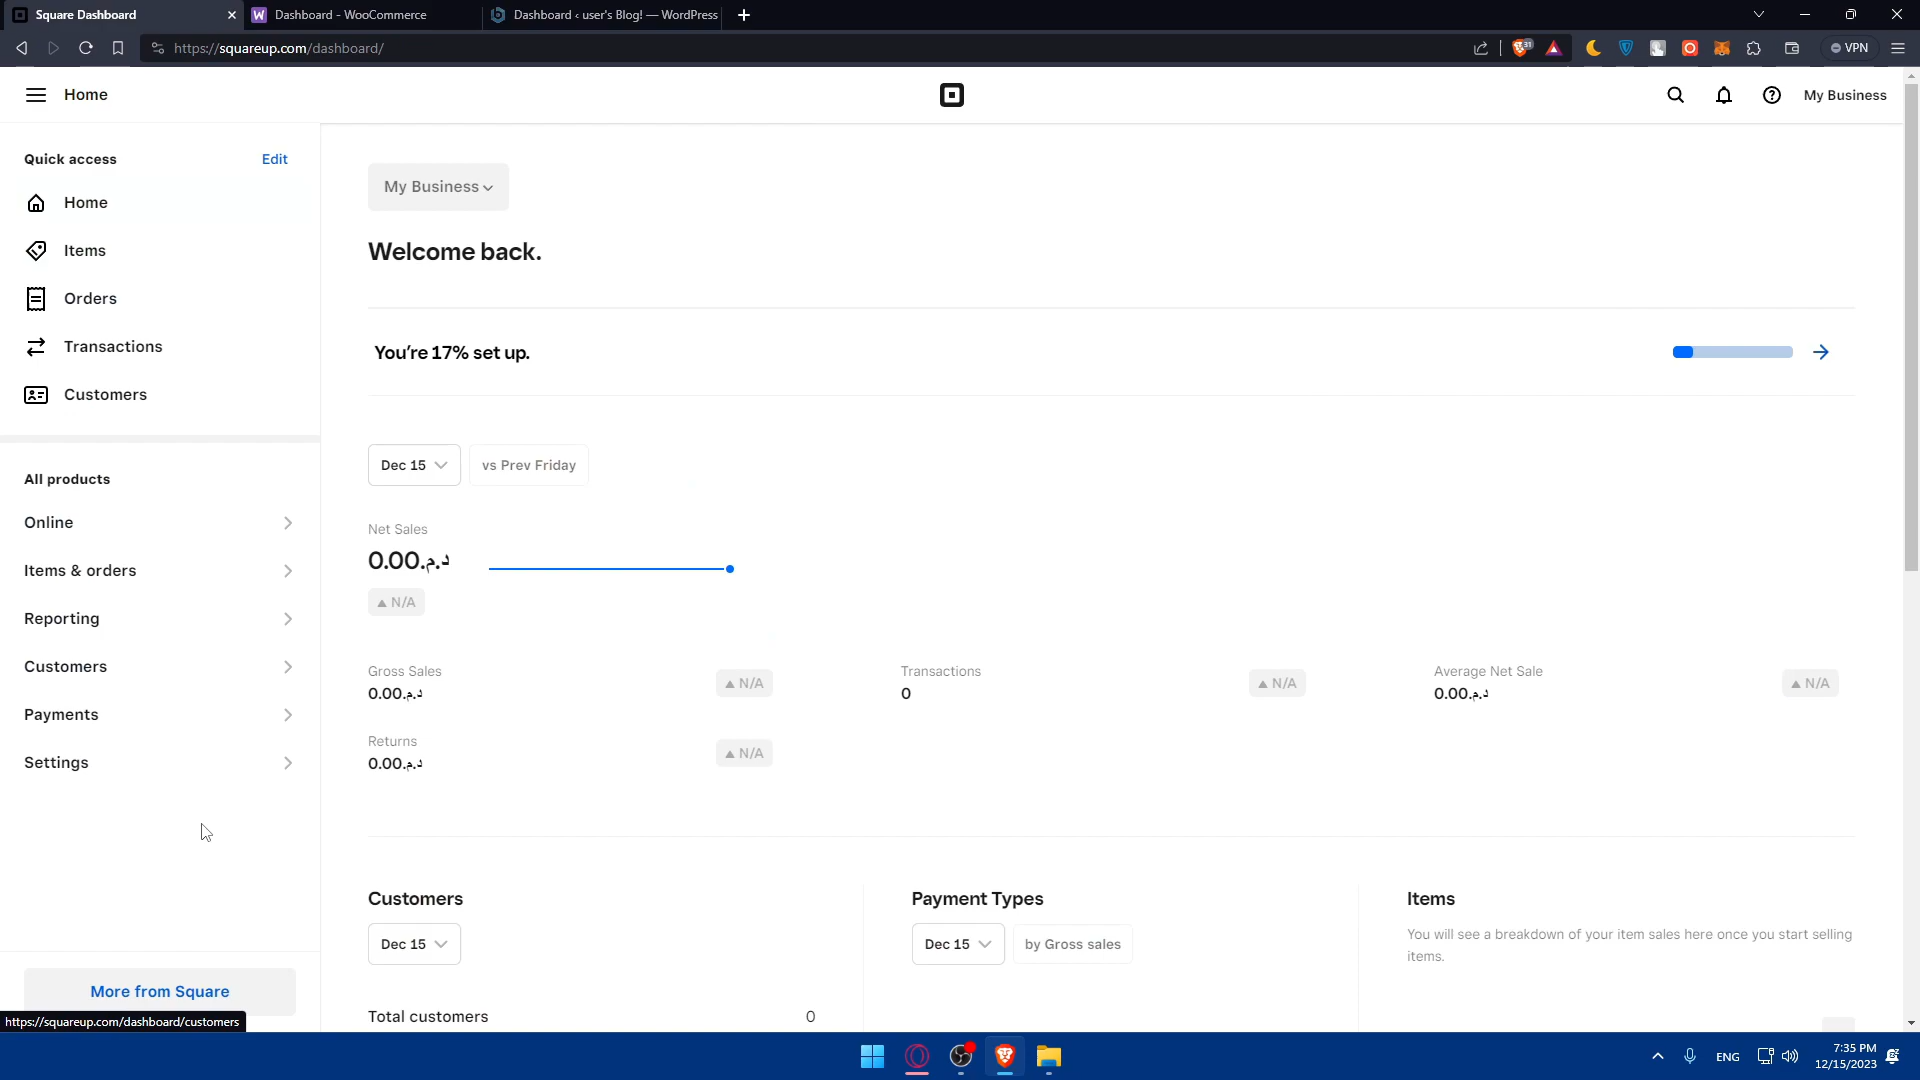 Square Dashboard
Dashboard - WooCommerce
Dashboard ‹ user's Blog! — WordPress
https://squareup.com/dashboard/
31
VPN
Home
My Business
Quick access
Edit
Home
Items
Orders
Transactions
Customers
All products
Online
Items & orders
Reporting
Customers
Payments
Settings
More from Square
https://squareup.com/dashboard/customers
My Business
Welcome back.
You're 17% set up.
Dec 15
vs Prev Friday
Net Sales
0.00.د.م
N/A
Gross Sales
0.00.د.م
N/A
Transactions
0
N/A
Average Net Sale
0.00.د.م
N/A
Returns
0.00.د.م
N/A
Customers
Dec 15
Total customers 0
Payment Types
Dec 15
by Gross sales
Items
You will see a breakdown of your item sales here once you start selling
items.
ENG
7:35 PM
12/15/2023